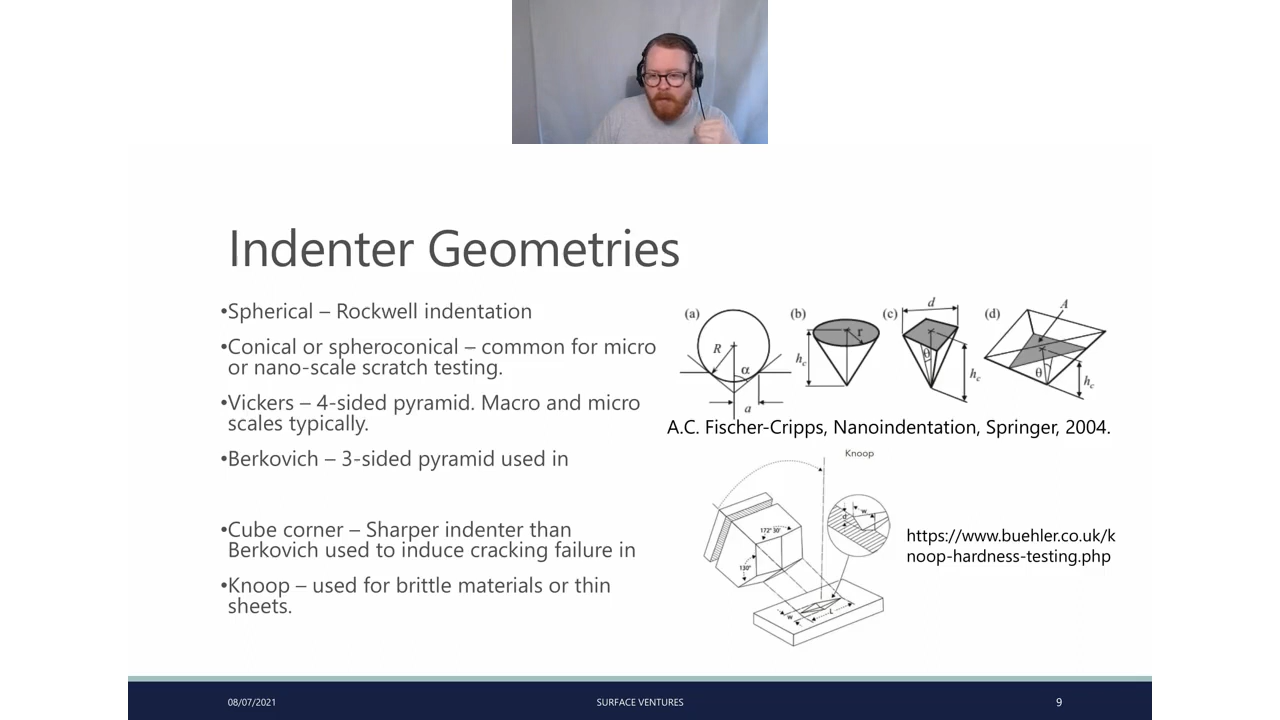 Indenter Geometries
•Spherical – Rockwell indentation
•Conical or spheroconical – common for micro
or nano-scale scratch testing.
•Vickers – 4-sided pyramid. Macro and micro
scales typically.
•Berkovich – 3-sided pyramid used in
•Cube corner – Sharper indenter than
Berkovich used to induce cracking failure in
•Knoop – used for brittle materials or thin
sheets.
(a)
R
α
a
(b)
r
hc
(c)
d
θ
hc
(d)
A
θ
hc
A.C. Fischer-Cripps, Nanoindentation, Springer, 2004.
Knoop
172° 30'
130°
d
w
w
L
https://www.buehler.co.uk/k
noop-hardness-testing.php
08/07/2021
SURFACE VENTURES
9